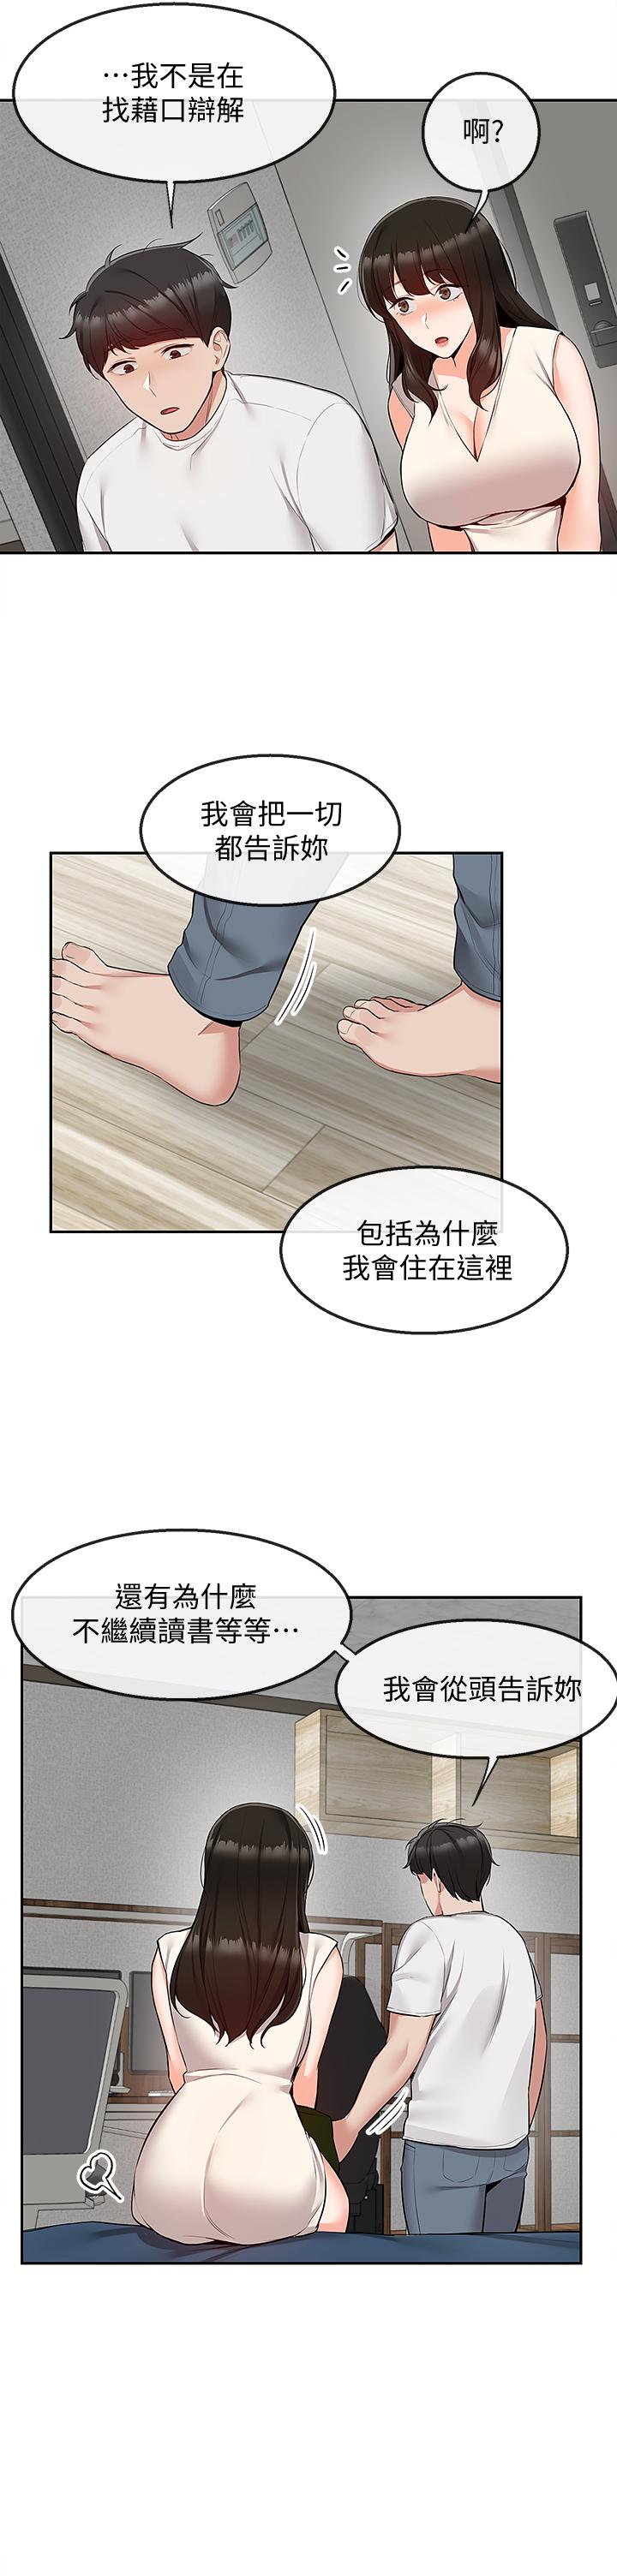 ⋯我不是在
找藉口辯解
啊?
我會把一切
都告訴妳
包括為什麼
我會住在這裡
還有為什麼
不繼續讀書等等⋯
我會從頭告訴妳